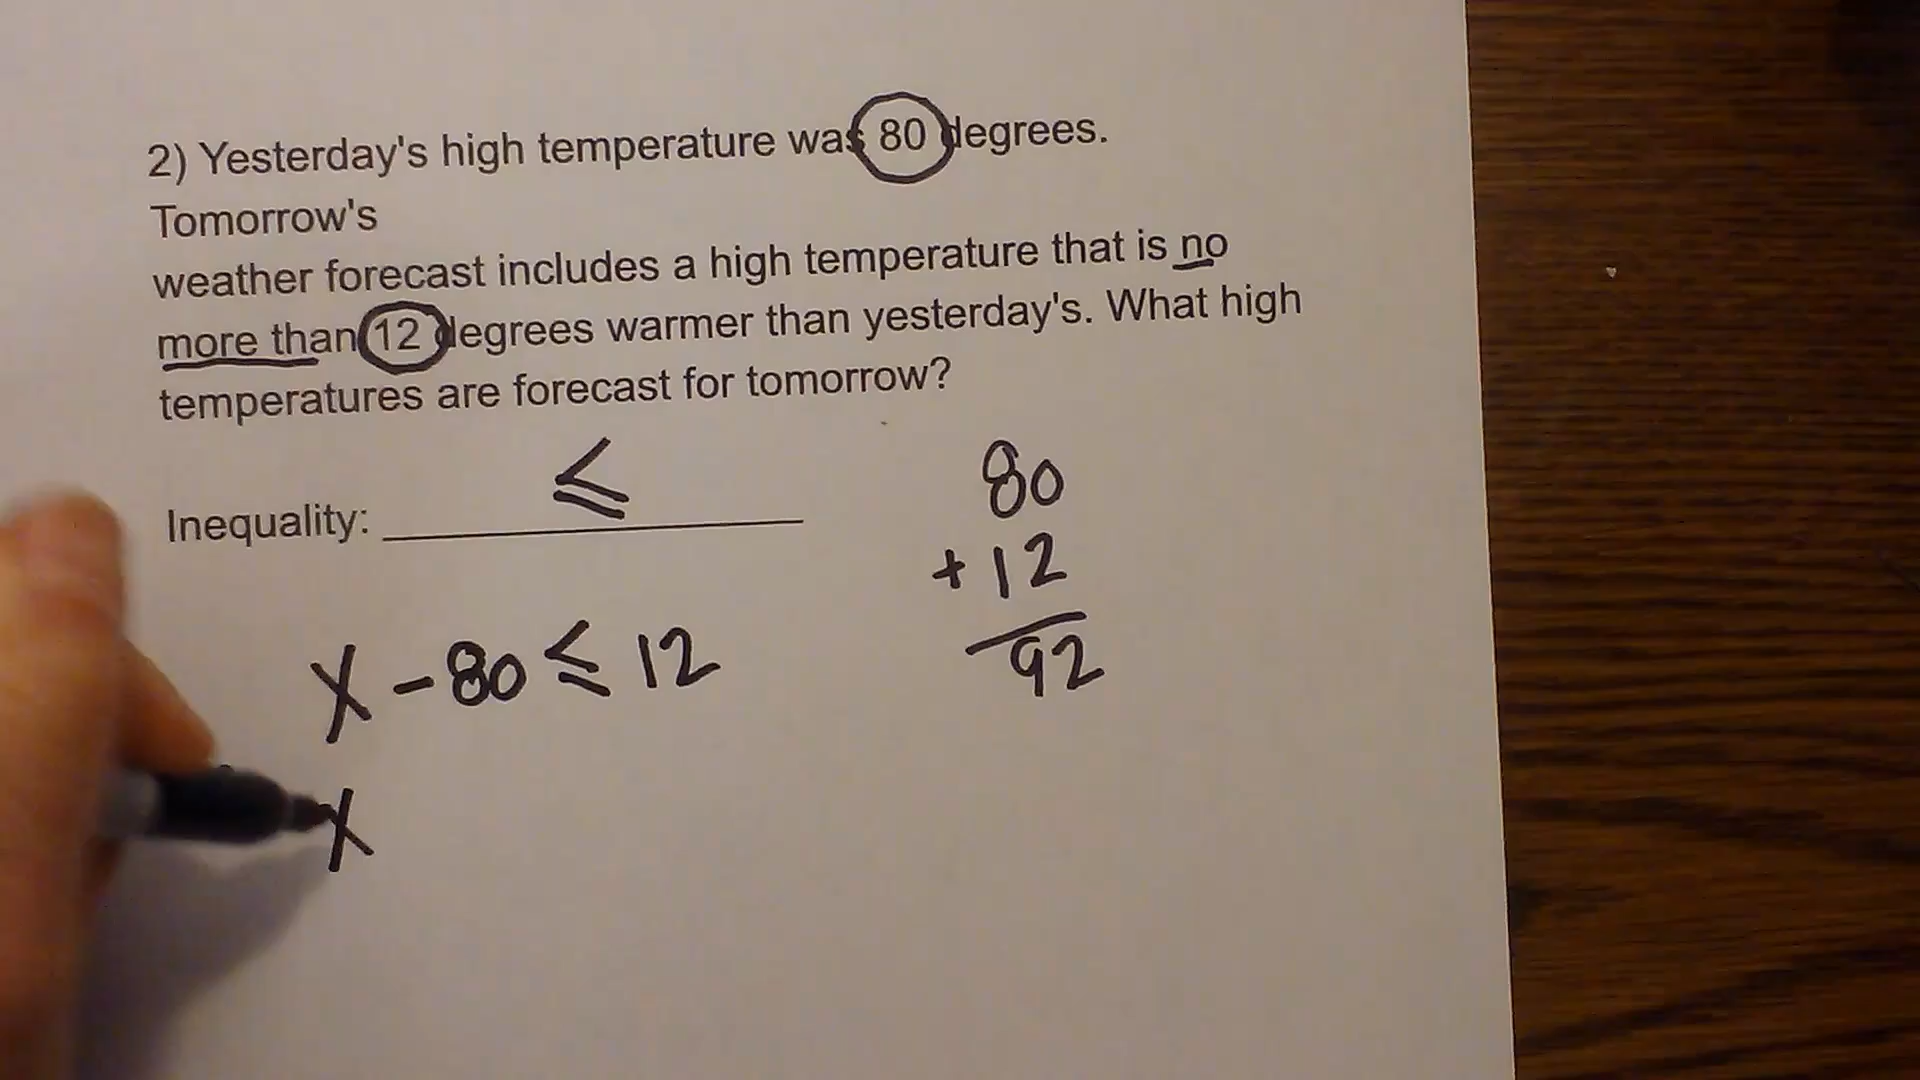 2) Yesterday's high temperature was 80 degrees.
Tomorrow's
weather forecast includes a high temperature that is no
more than 12 degrees warmer than yesterday's. What high
temperatures are forecast for tomorrow?
≤
Inequality: ____________
80
+ 12
92
X - 80 ≤ 12
X